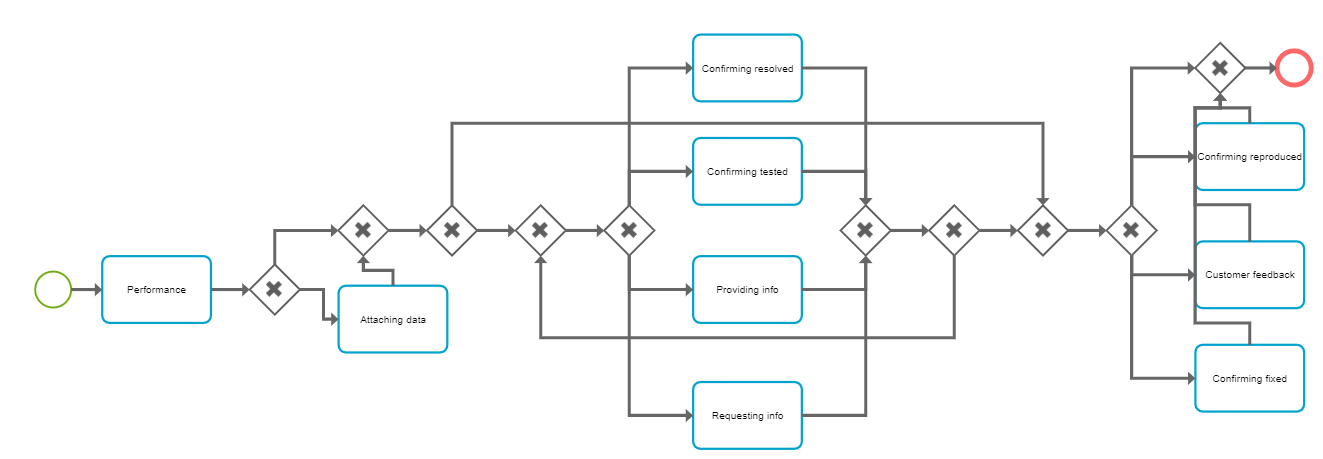 Performance
Attaching data
Confirming resolved
Confirming tested
Providing info
Requesting info
Confirming reproduced
Customer feedback
Confirming fixed